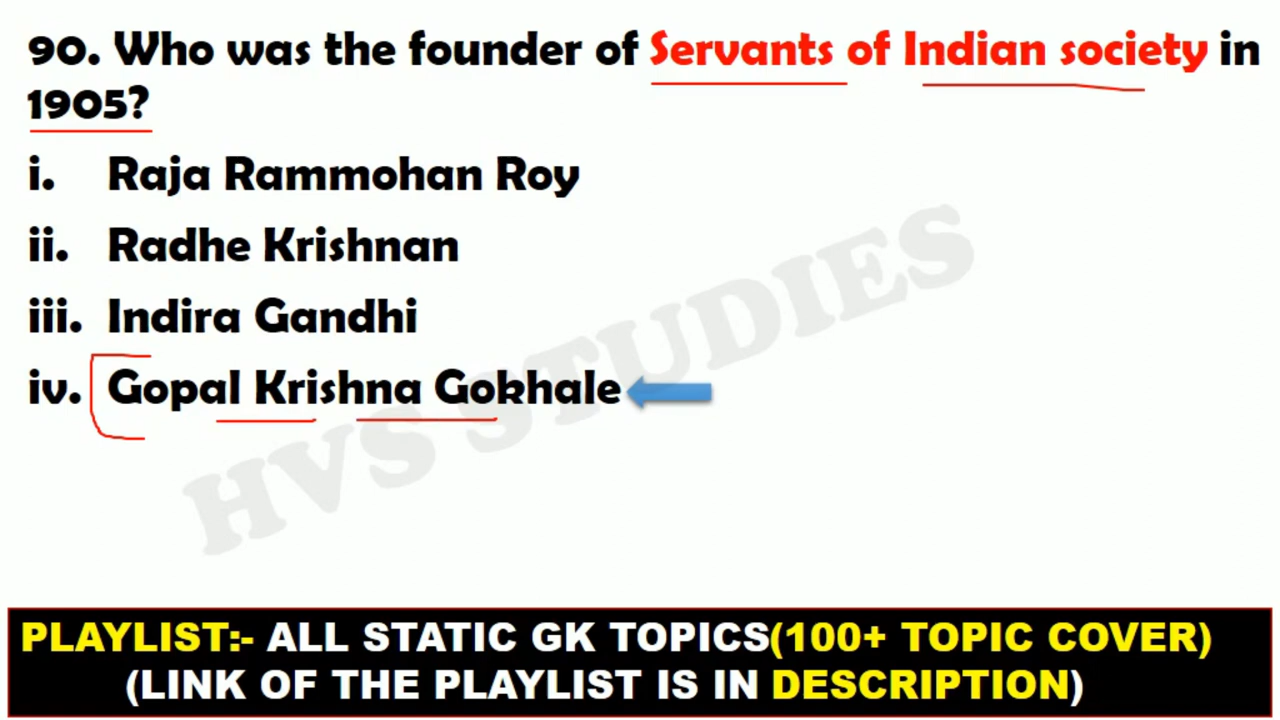 90. Who was the founder of Servants of Indian society in
1905?
i. Raja Rammohan Roy
ii. Radhe Krishnan
iii. Indira Gandhi
iv. Gopal Krishna Gokhale
HVS STUDIES
PLAYLIST:- ALL STATIC GK TOPICS(100+ TOPIC COVER)
(LINK OF THE PLAYLIST IS IN DESCRIPTION)